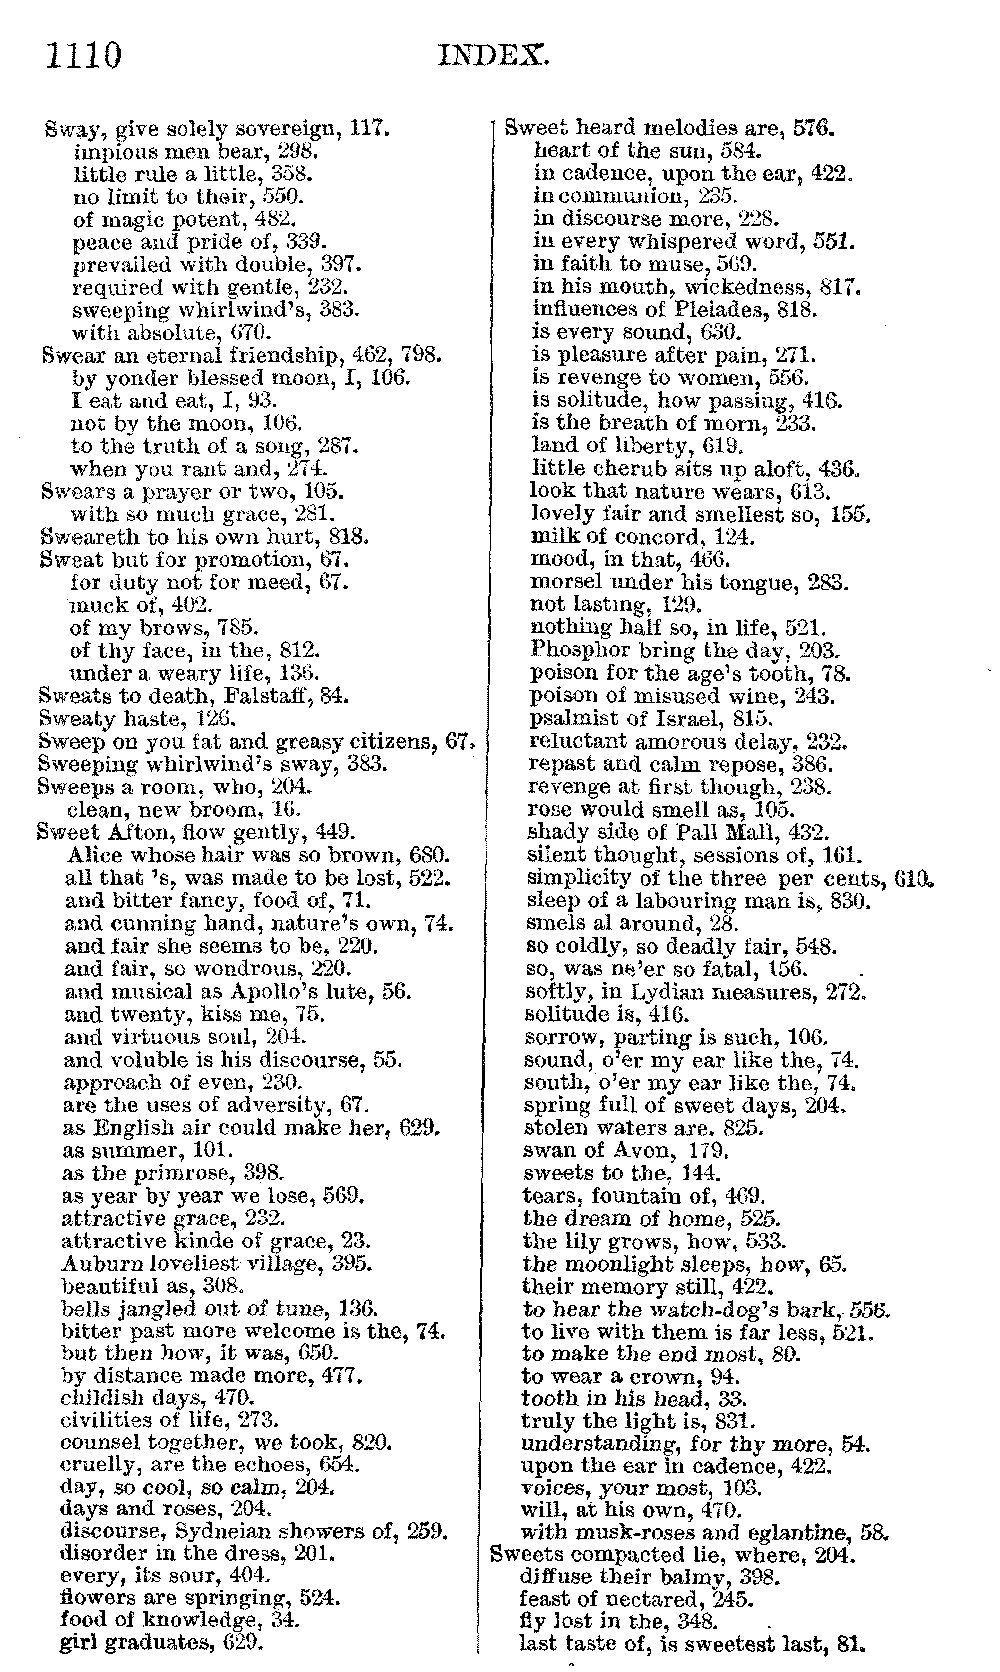 1110
INDEX.
Sway, give solely sovereign, 117.
impious men bear, 298.
little rule a little, 358.
no limit to their, 550.
of magic potent, 482.
peace and pride of, 339.
prevailed with double, 397.
required with gentle, 232.
sweeping whirlwind's, 383.
with absolute, 670.
Swear an eternal friendship, 462, 798.
by yonder blessed moon, I, 106.
I eat and eat, I, 93.
not by the moon, 106.
to the truth of a song, 287.
when you rant and, 274.
Swears a prayer or two, 105.
with so much grace, 281.
Sweareth to his own hurt, 818.
Sweat but for promotion, 67.
for duty not for meed, 67.
muck of, 402.
of my brows, 785.
of thy face, in the, 812.
under a weary life, 136.
Sweats to death, Falstaff, 84.
Sweaty haste, 126.
Sweep on you fat and greasy citizens, 67.
Sweeping whirlwind's sway, 383.
Sweeps a room, who, 204.
clean, new broom, 16.
Sweet Afton, flow gently, 449.
Alice whose hair was so brown, 680.
all that 's, was made to be lost, 522.
and bitter fancy, food of, 71.
and cunning hand, nature's own, 74.
and fair she seems to be, 220.
and fair, so wondrous, 220.
and musical as Apollo's lute, 56.
and twenty, kiss me, 75.
and virtuous soul, 204.
and voluble is his discourse, 55.
approach of even, 230.
are the uses of adversity, 67.
as English air could make her, 629.
as summer, 101.
as the primrose, 398.
as year by year we lose, 569.
attractive grace, 232.
attractive kinde of grace, 23.
Auburn loveliest village, 395.
beautiful as, 308.
bells jangled out of tune, 136.
bitter past more welcome is the, 74.
but then how, it was, 650.
by distance made more, 477.
childish days, 470.
civilities of life, 273.
counsel together, we took, 820.
cruelly, are the echoes, 654.
day, so cool, so calm, 204.
days and roses, 204.
discourse, Sydneian showers of, 259.
disorder in the dress, 201.
every, its sour, 404.
flowers are springing, 524.
food of knowledge, 34.
girl graduates, 629.
Sweet heard melodies are, 576.
heart of the sun, 584.
in cadence, upon the ear, 422.
in communion, 235.
in discourse more, 228.
in every whispered word, 551.
in faith to muse, 569.
in his mouth, wickedness, 817.
influences of Pleiades, 818.
is every sound, 630.
is pleasure after pain, 271.
is revenge to women, 556.
is solitude, how passing, 416.
is the breath of morn, 233.
land of liberty, 619.
little cherub sits up aloft, 436.
look that nature wears, 613.
lovely fair and smellest so, 155.
milk of concord, 124.
mood, in that, 466.
morsel under his tongue, 283.
not lasting, 129.
nothing half so, in life, 521.
Phosphor bring the day, 203.
poison for the age's tooth, 78.
poison of misused wine, 243.
psalmist of Israel, 815.
reluctant amorous delay, 232.
repast and calm repose, 386.
revenge at first though, 238.
rose would smell as, 105.
shady side of Pall Mall, 432.
silent thought, sessions of, 161.
simplicity of the three per cents, 610.
sleep of a labouring man is, 830.
smels al around, 28.
so coldly, so deadly fair, 548.
so, was ne'er so fatal, 156.
softly, in Lydian measures, 272.
solitude is, 416.
sorrow, parting is such, 106.
sound, o'er my ear like the, 74.
south, o'er my ear like the, 74.
spring full of sweet days, 204.
stolen waters are, 825.
swan of Avon, 179.
sweets to the, 144.
tears, fountain of, 469.
the dream of home, 525.
the lily grows, how, 533.
the moonlight sleeps, how, 65.
their memory still, 422.
to hear the watch-dog's bark, 556.
to live with them is far less, 521.
to make the end most, 80.
to wear a crown, 94.
tooth in his head, 33.
truly the light is, 831.
understanding, for thy more, 54.
upon the ear in cadence, 422.
voices, your most, 103.
will, at his own, 470.
with musk-roses and eglantine, 58.
Sweets compacted lie, where, 204.
diffuse their balmy, 398.
feast of nectared, 245.
fly lost in the, 348.
last taste of, is sweetest last, 81.